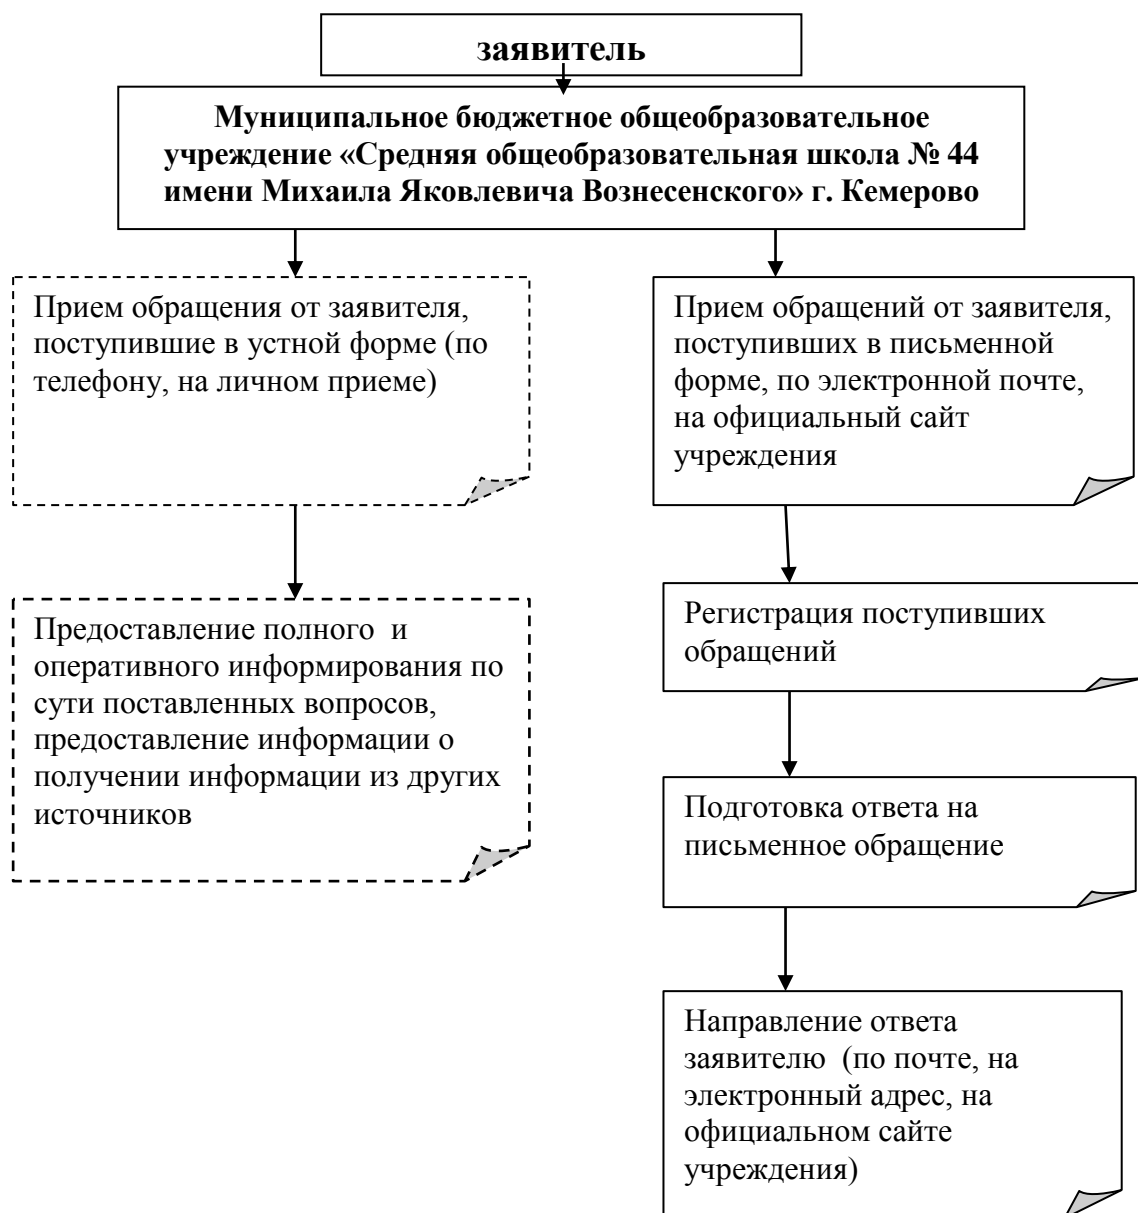 заявитель
Муниципальное бюджетное общеобразовательное
учреждение «Средняя общеобразовательная школа № 44
имени Михаила Яковлевича Вознесенского» г. Кемерово
Прием обращения от заявителя,
поступившие в устной форме (по
телефону, на личном приеме)
Прием обращений от заявителя,
поступивших в письменной
форме, по электронной почте,
на официальный сайт
учреждения
Предоставление полного и
оперативного информирования по
сути поставленных вопросов,
предоставление информации о
получении информации из других
источников
Регистрация поступивших
обращений
Подготовка ответа на
письменное обращение
Направление ответа
заявителю (по почте, на
электронный адрес, на
официальном сайте
учреждения)